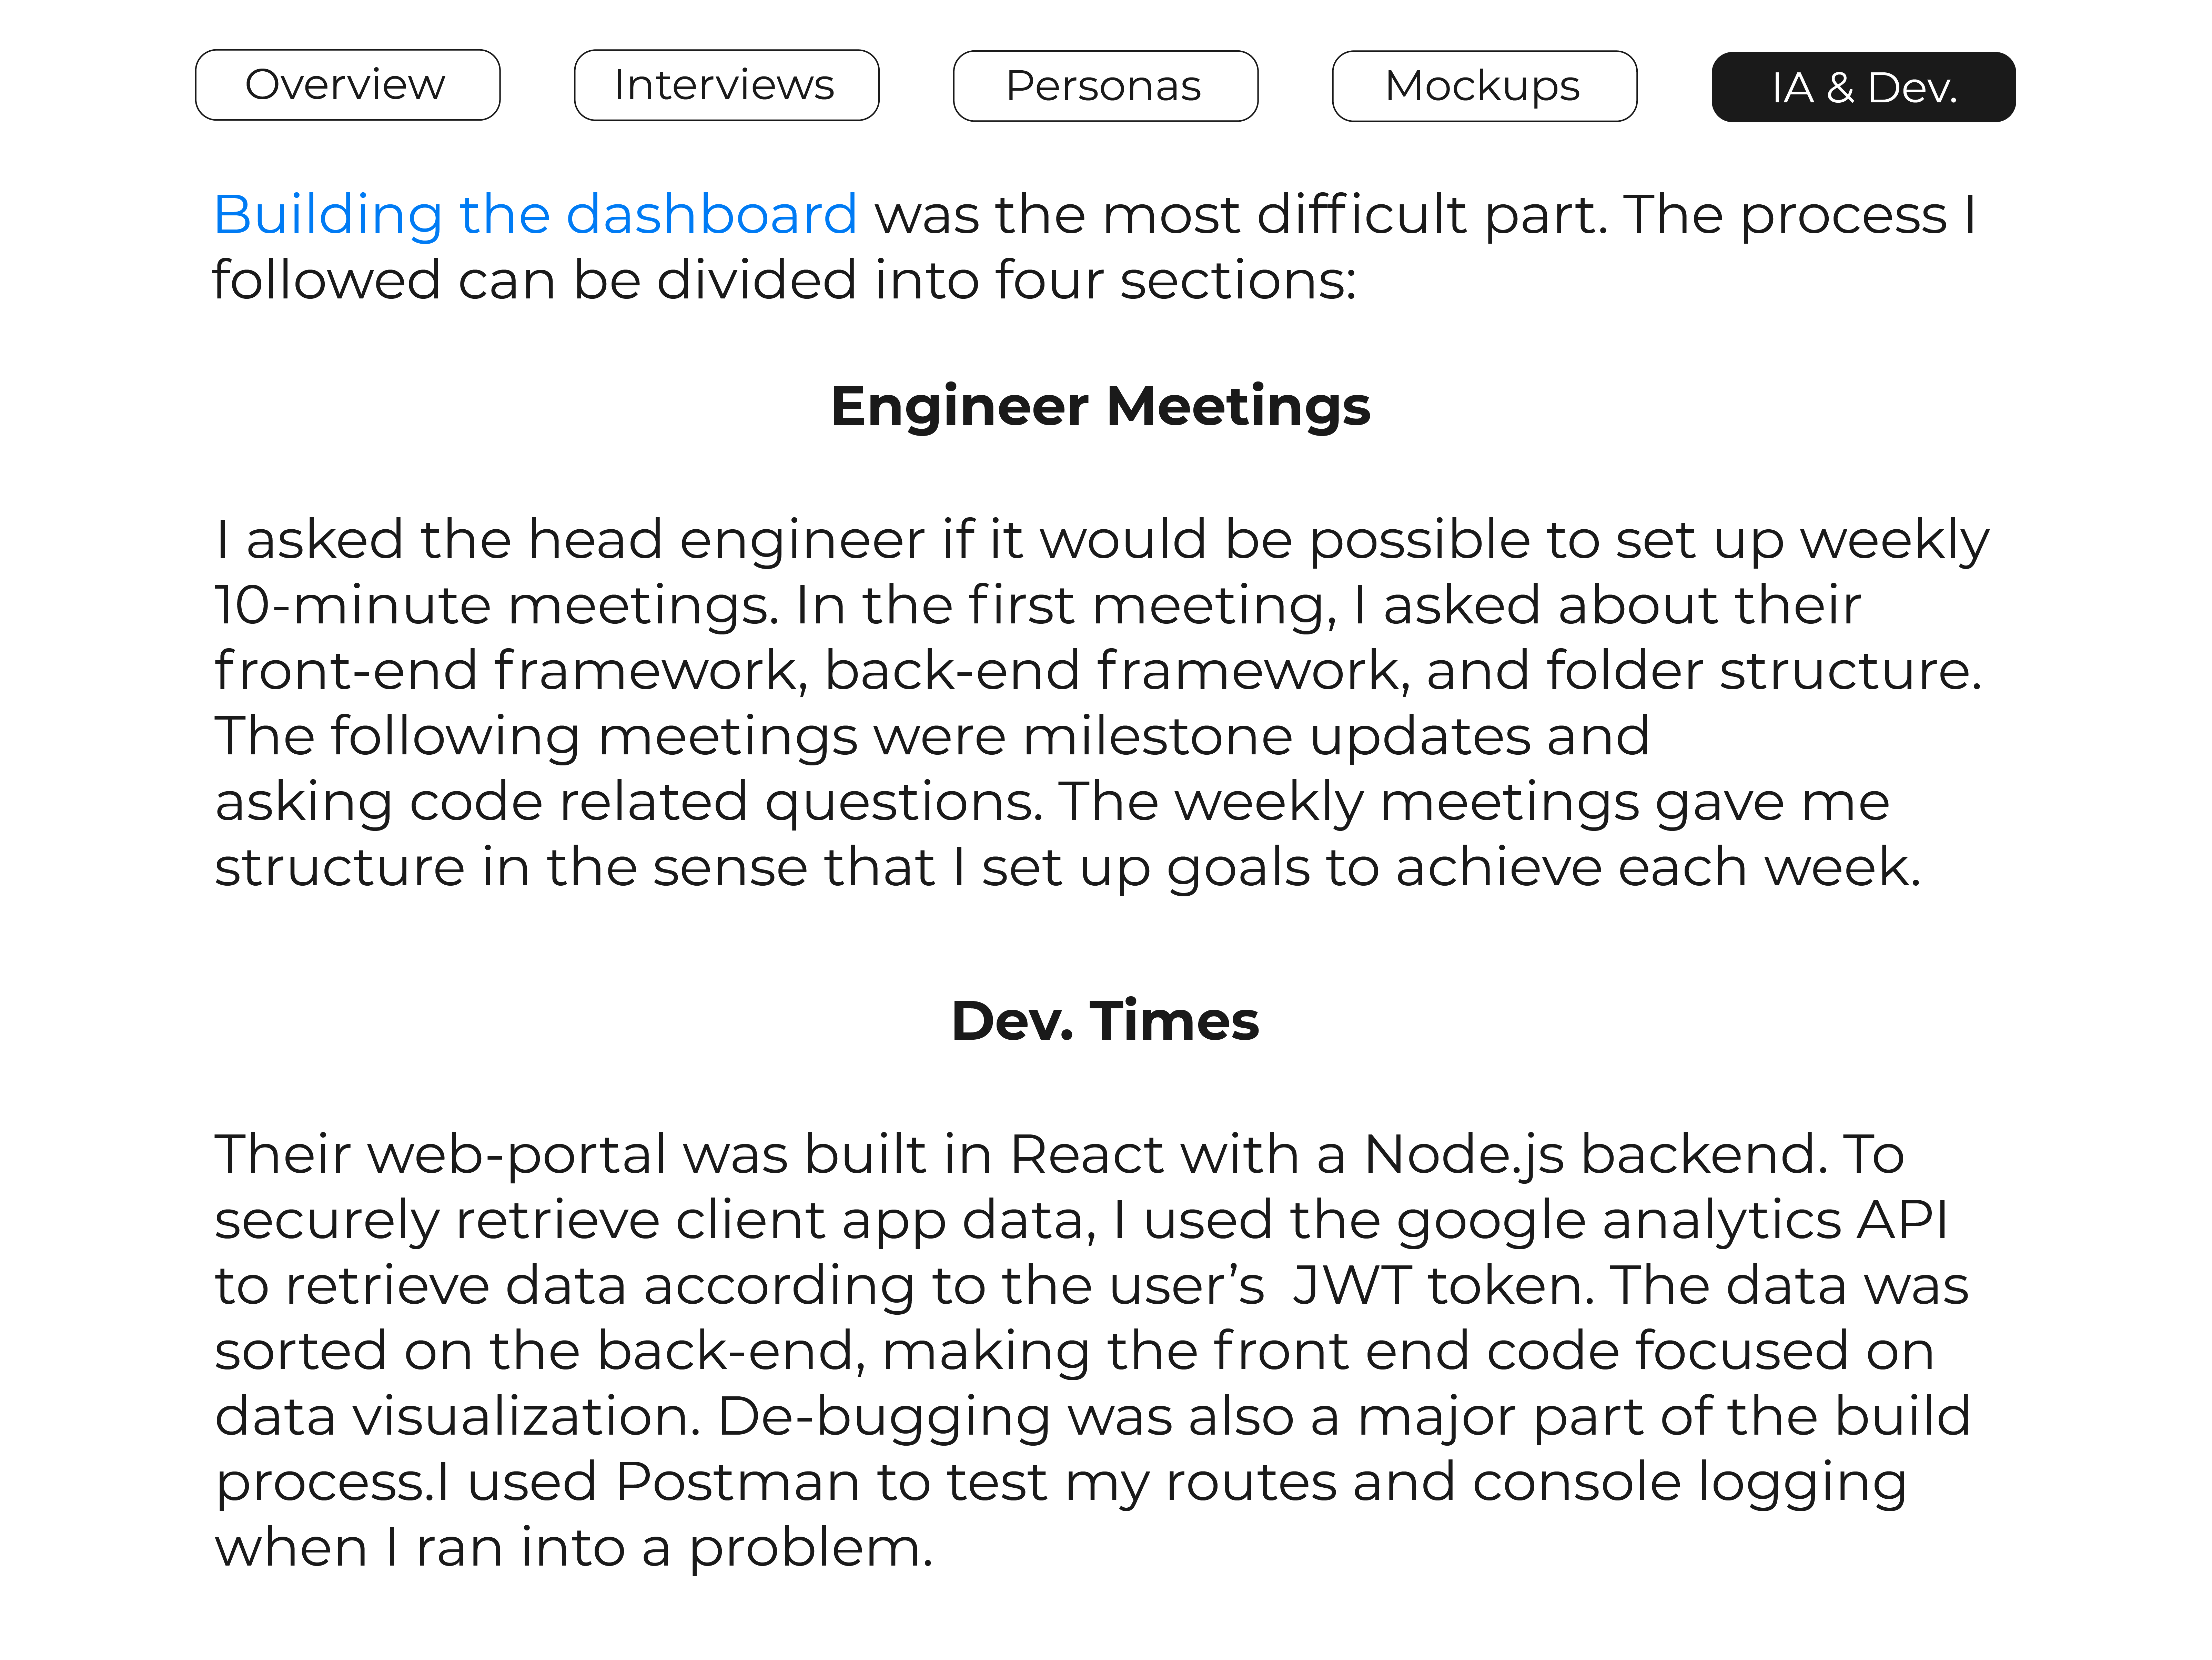 Overview Interviews Personas Mockups IA & Dev.
Building the dashboard was the most difficult part. The process I
followed can be divided into four sections:
Engineer Meetings
I asked the head engineer if it would be possible to set up weekly
10-minute meetings. In the first meeting, I asked about their
front-end framework, back-end framework, and folder structure.
The following meetings were milestone updates and
asking code related questions. The weekly meetings gave me
structure in the sense that I set up goals to achieve each week.
Dev. Times
Their web-portal was built in React with a Node.js backend. To
securely retrieve client app data, I used the google analytics API
to retrieve data according to the user’s  JWT token. The data was
sorted on the back-end, making the front end code focused on
data visualization. De-bugging was also a major part of the build
process.I used Postman to test my routes and console logging
when I ran into a problem.